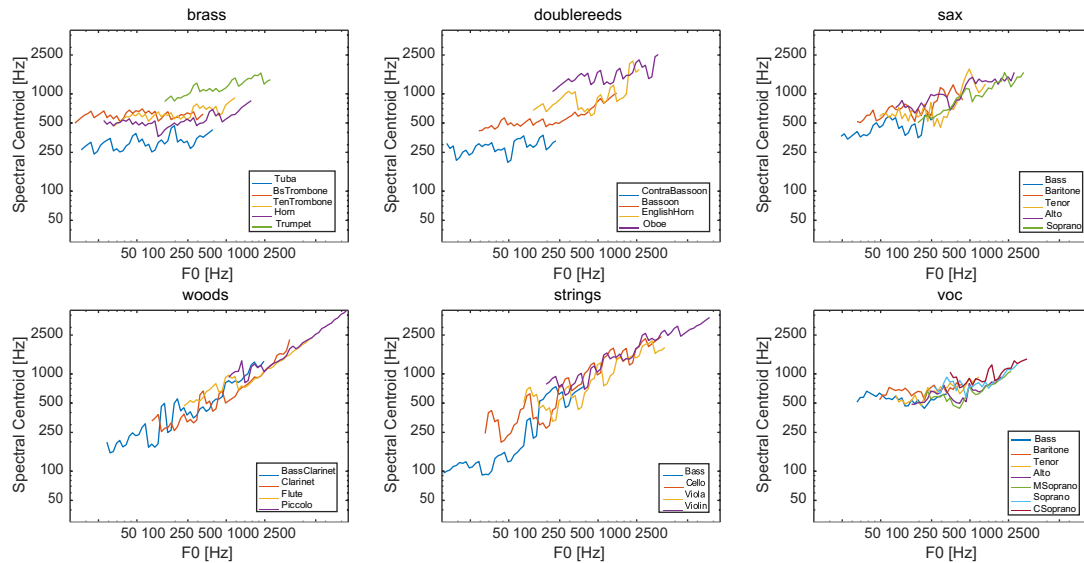 brass
Spectral Centroid [Hz]
2500
1000
500
250
100
50
Tuba
BsTrombone
TenTrombone
Horn
Trumpet
50 100 250 500 1000 2500
F0 [Hz]
doublereeds
Spectral Centroid [Hz]
2500
1000
500
250
100
50
ContraBassoon
Bassoon
EnglishHorn
Oboe
50 100 250 500 1000 2500
F0 [Hz]
sax
Spectral Centroid [Hz]
2500
1000
500
250
100
50
Bass
Baritone
Tenor
Alto
Soprano
50 100 250 500 1000 2500
F0 [Hz]
woods
Spectral Centroid [Hz]
2500
1000
500
250
100
50
BassClarinet
Clarinet
Flute
Piccolo
50 100 250 500 1000 2500
F0 [Hz]
strings
Spectral Centroid [Hz]
2500
1000
500
250
100
50
Bass
Cello
Viola
Violin
50 100 250 500 1000 2500
F0 [Hz]
voc
Spectral Centroid [Hz]
2500
1000
500
250
100
50
Bass
Baritone
Tenor
Alto
MSoprano
Soprano
CSoprano
50 100 250 500 1000 2500
F0 [Hz]